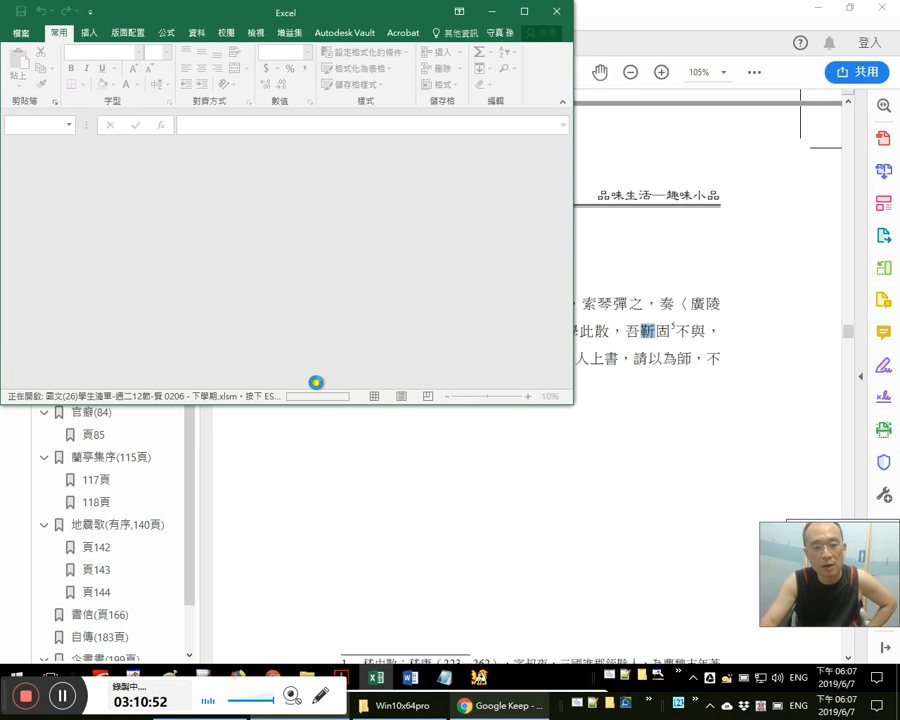 Excel
檔案 常用 插入 版面配置 公式 資料 校閱 檢視 增益集 Autodesk Vault Acrobat 其他資訊 守真 孫 共用
登入
貼上
B I U A A
設定格式化的條件
格式化為表格
儲存格樣式
插入
刪除
格式
$ % ,
剪貼簿 字型 對齊方式 數值 樣式 儲存格 編輯
fx
105%
共用
品味生活—趣味小品
索琴彈之，奏〈廣陵
學此散，吾靳固5不與，
人上書，請以為師，不
正在開啟: 國文(26)學生清單-週二12節-覽 0206 - 下學期.xlsm，按下 ES... 10%
官癖(84)
頁85
蘭亭集序(115頁)
117頁
118頁
地震歌(有序,140頁)
頁142
頁143
頁144
書信(頁166)
自傳(183頁)
錄製中....
03:10:52
ENG
下午 06:07
2019/6/7
Win10x64pro
Google Keep - ...
ENG
下午 06:07
2019/6/7